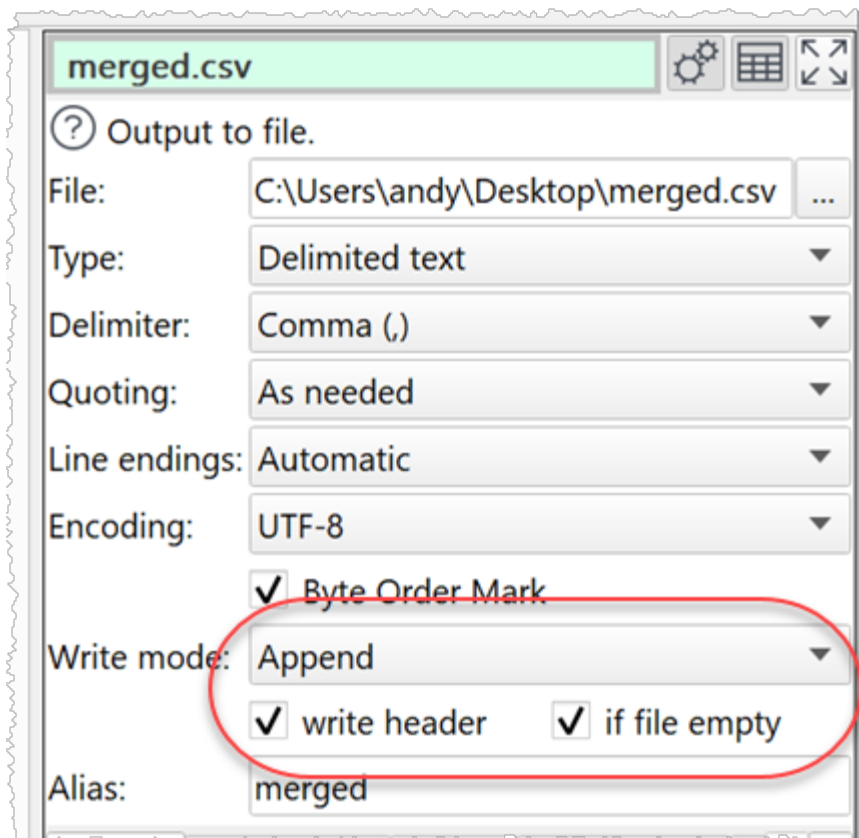 merged.csv
? Output to file.
File: C:\Users\andy\Desktop\merged.csv ...
Type: Delimited text
Delimiter: Comma (,)
Quoting: As needed
Line endings: Automatic
Encoding: UTF-8
Byte Order Mark
Write mode: Append
write header if file empty
Alias: merged